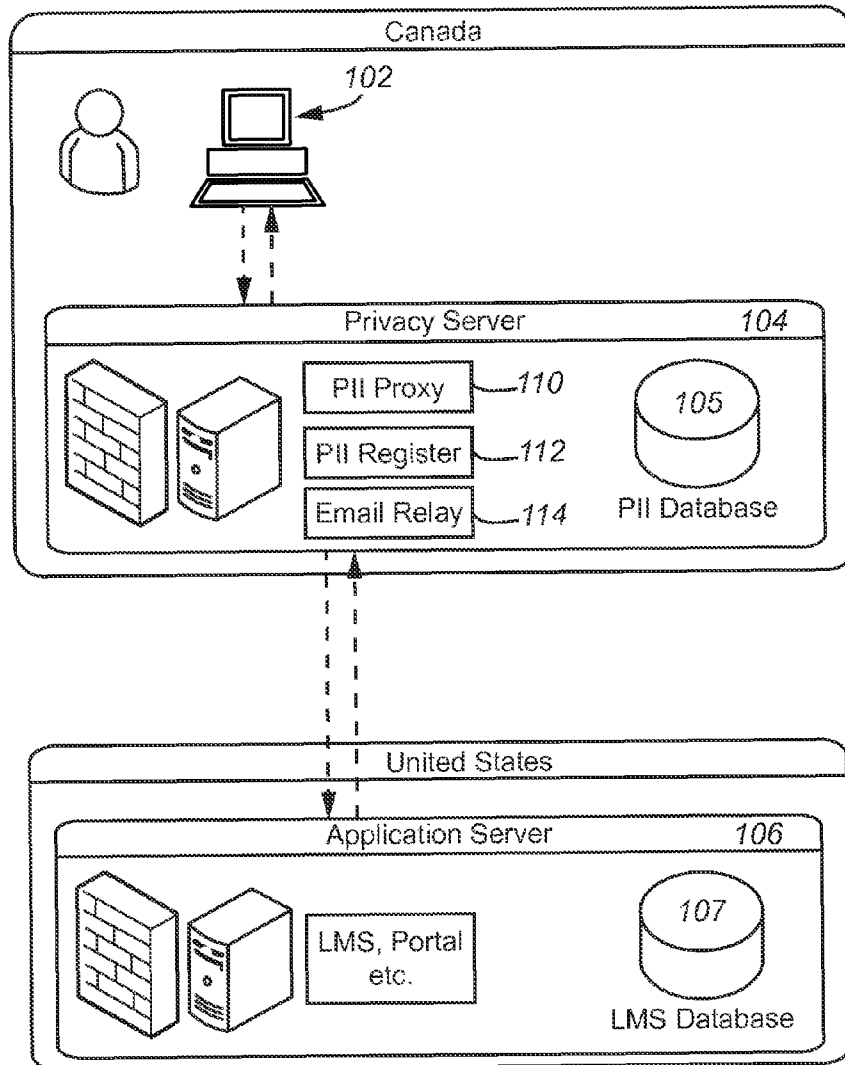 Canada
102
Privacy Server 104
PII Proxy 110
105
PII Register 112
Email Relay 114
PII Database
United States
Application Server 106
107
LMS, Portal
etc.
LMS Database